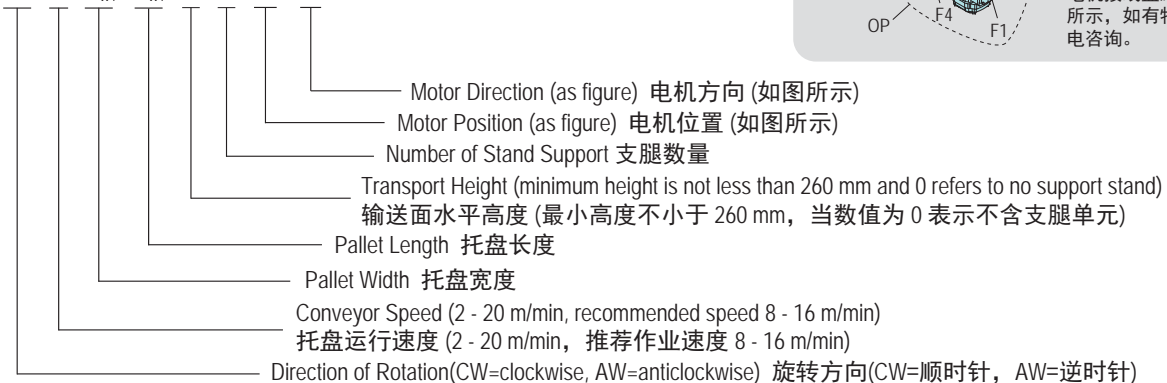 电机接线盒
所示，如有特
电咨询。
OP
F4
F1
Motor Direction (as figure) 电机方向 (如图所示)
Motor Position (as figure) 电机位置 (如图所示)
Number of Stand Support 支腿数量
Transport Height (minimum height is not less than 260 mm and 0 refers to no support stand)
输送面水平高度 (最小高度不小于 260 mm，当数值为 0 表示不含支腿单元)
Pallet Length 托盘长度
Pallet Width 托盘宽度
Conveyor Speed (2 - 20 m/min, recommended speed 8 - 16 m/min)
托盘运行速度 (2 - 20 m/min，推荐作业速度 8 - 16 m/min)
Direction of Rotation(CW=clockwise, AW=anticlockwise) 旋转方向(CW=顺时针，AW=逆时针)